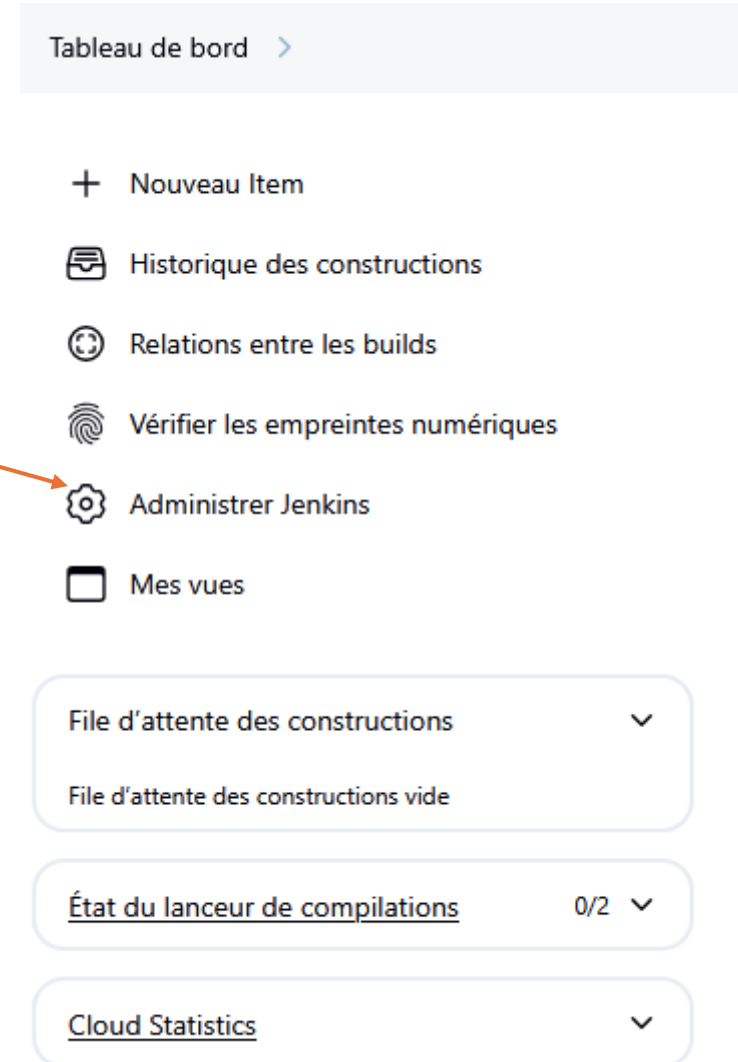 Tableau de bord
Nouveau Item
Historique des constructions
Relations entre les builds
Vérifier les empreintes numériques
Administrer Jenkins
Mes vues
File d’attente des constructions
File d’attente des constructions vide
État du lanceur de compilations 0/2
Cloud Statistics